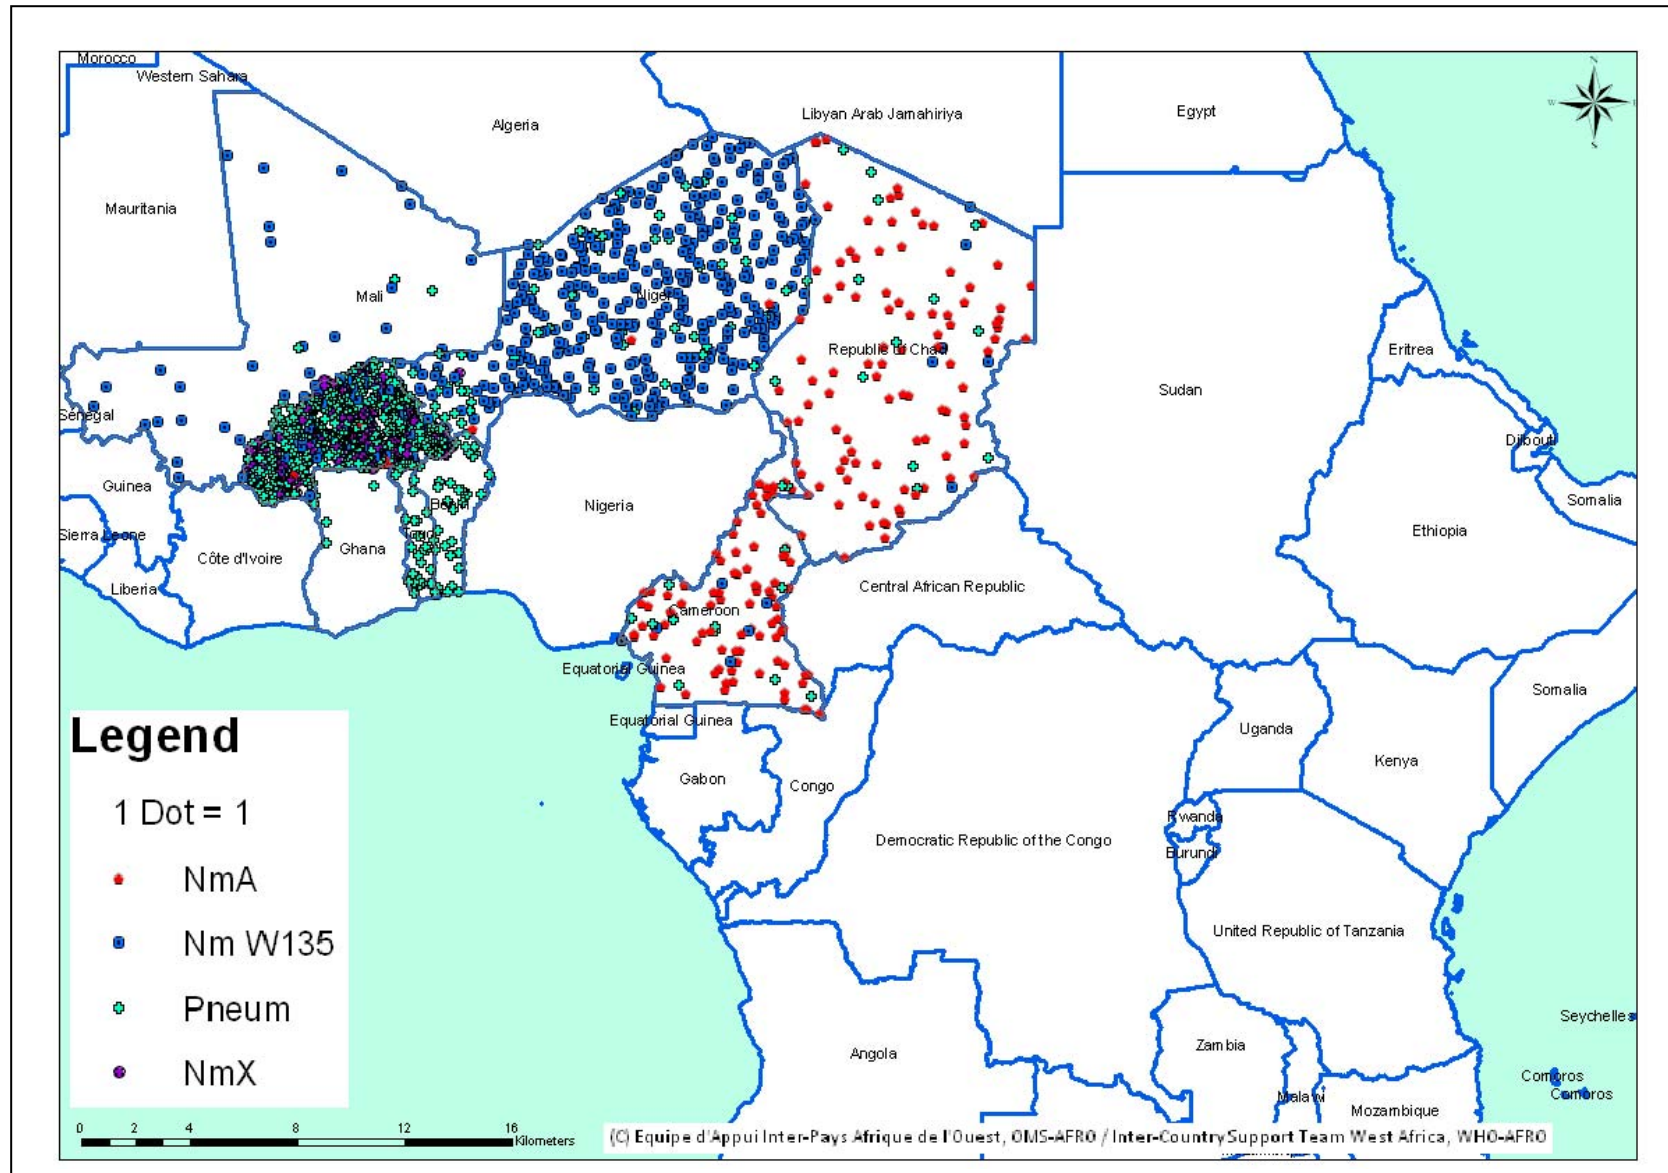 Morocco
Western Sahara
Algeria
Libyan Arab Jamahiriya
Egypt
N
W
Mauritania
Mali
Niger
Republic of Chad
Sudan
Eritrea
Senegal
Djibouti
Guinea
Nigeria
Benin
Somalia
Sierra Leone
Ghana
Togo
Ethiopia
Côte d'Ivoire
Liberia
Central African Republic
Cameroon
Equatorial Guinea
Somalia
Equatorial Guinea
Uganda
Gabon
Congo
Kenya
Rwanda
Democratic Republic of the Congo
Burundi
United Republic of Tanzania
Seychelles
Angola
Zambia
Comoros
Malawi
Comoros
Mozambique
Legend
1 Dot = 1
NmA
Nm W135
Pneum
NmX
0 2 4 8 12 16
Kilometers
(C) Equipe d'Appui Inter-Pays Afrique de l'Ouest, OMS-AFRO / Inter-Country Support Team West Africa, WHO-AFRO